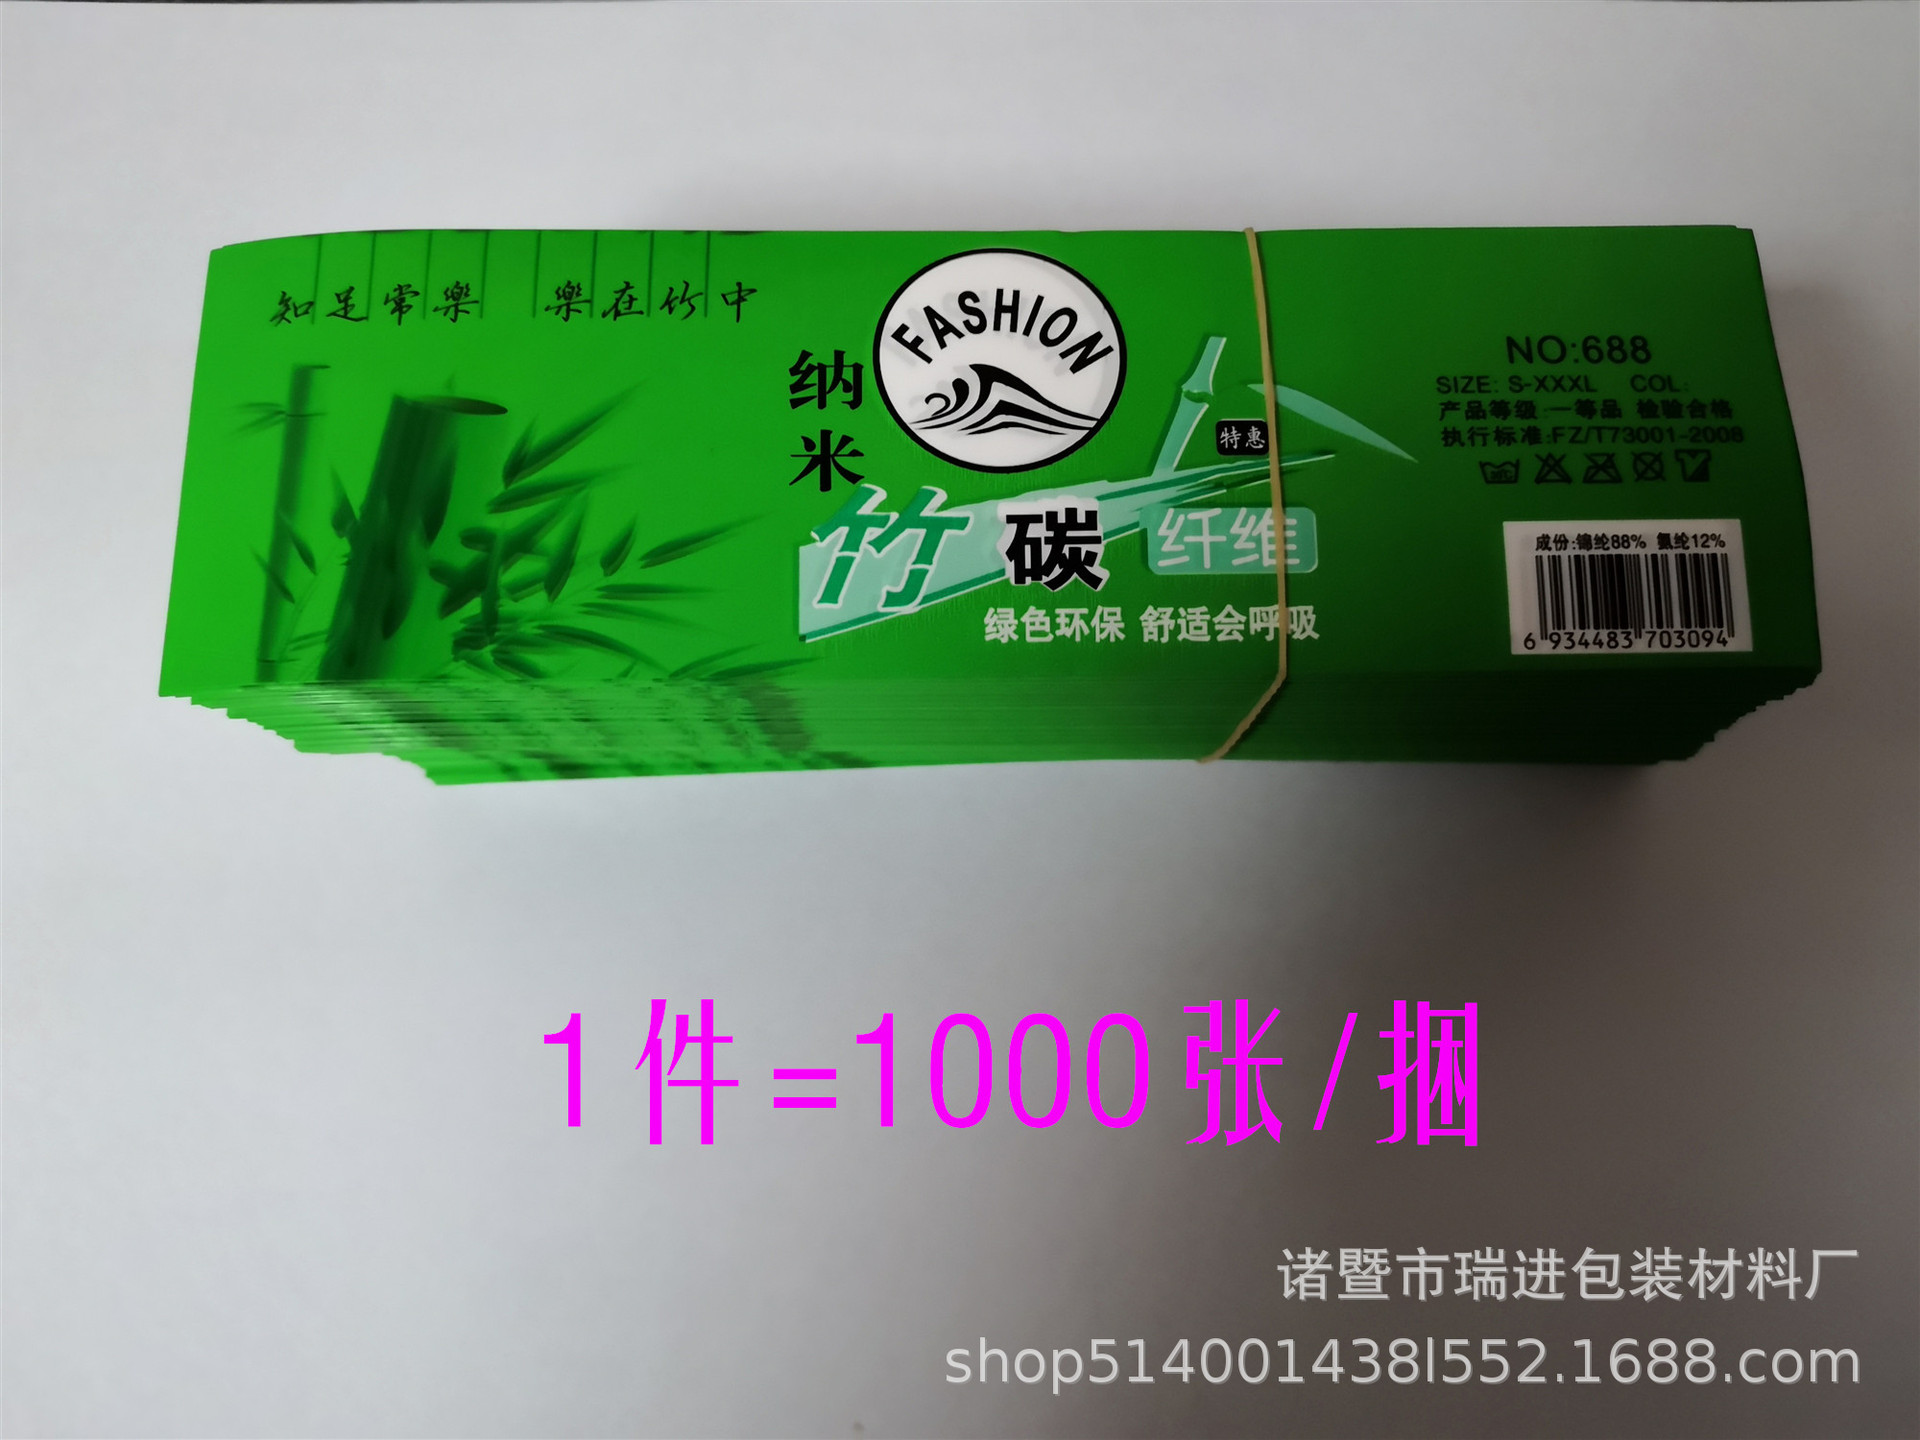 知足常樂 樂在竹中
纳米
FASHION
特惠
竹碳纤维
绿色环保 舒适会呼吸
NO:688
SIZE: S-XXXL COL:
产品等级:一等品 检验合格
执行标准:FZ/T73001-2008
成份:锦纶88% 氨纶12%
6 934483 703094
1件=1000张/捆
诸暨市瑞进包装材料厂
shop514001438l552.1688.com